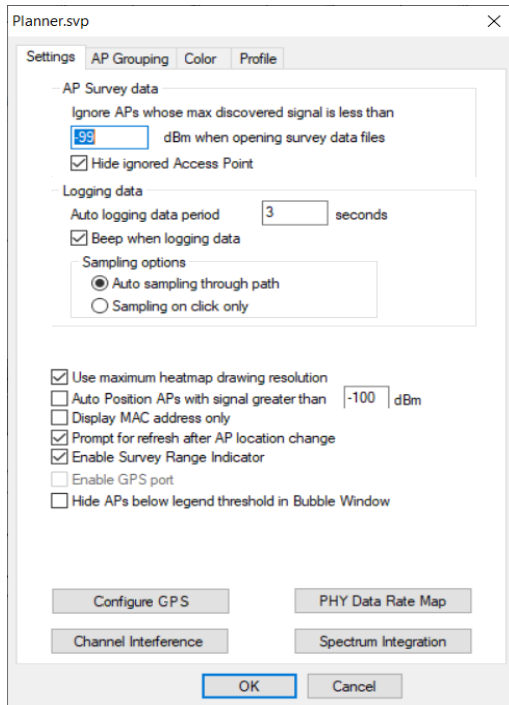 Planner.svp
Settings AP Grouping Color Profile
AP Survey data
Ignore APs whose max discovered signal is less than
-99 dBm when opening survey data files
Hide ignored Access Point
Logging data
Auto logging data period 3 seconds
Beep when logging data
Sampling options
Auto sampling through path
Sampling on click only
Use maximum heatmap drawing resolution
Auto Position APs with signal greater than -100 dBm
Display MAC address only
Prompt for refresh after AP location change
Enable Survey Range Indicator
Enable GPS port
Hide APs below legend threshold in Bubble Window
Configure GPS PHY Data Rate Map
Channel Interference Spectrum Integration
OK Cancel